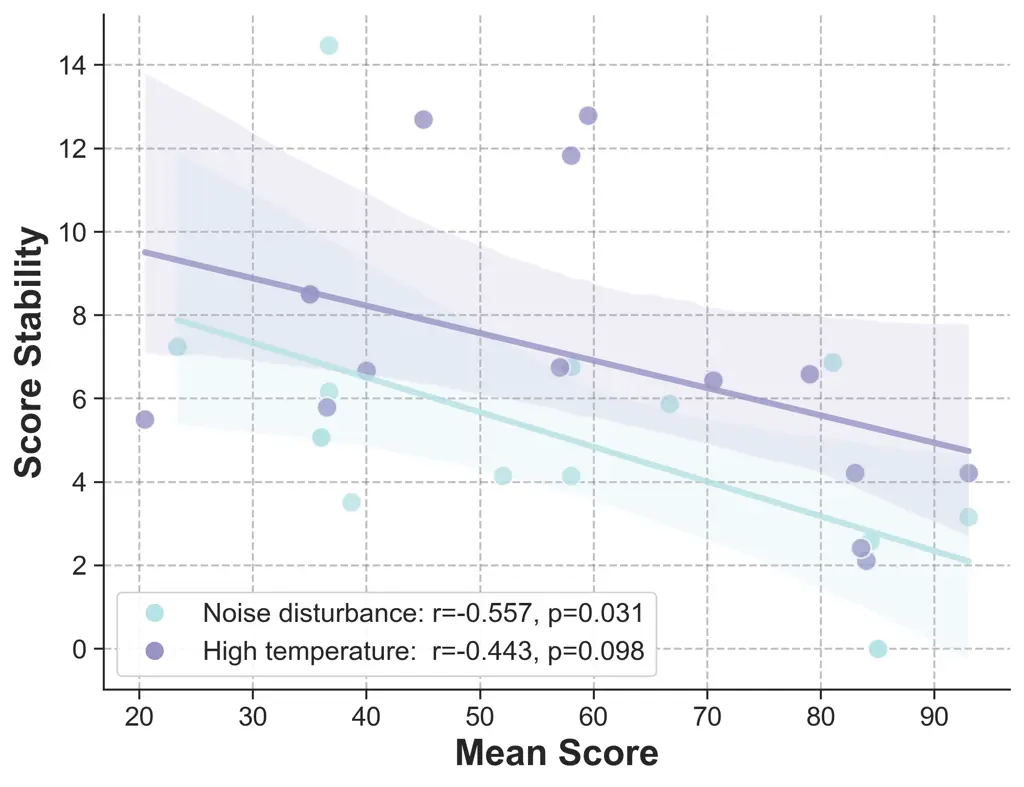 Score Stability
14
12
10
8
6
4
2
0
Noise disturbance: r=-0.557, p=0.031
High temperature:  r=-0.443, p=0.098
20 30 40 50 60 70 80 90
Mean Score